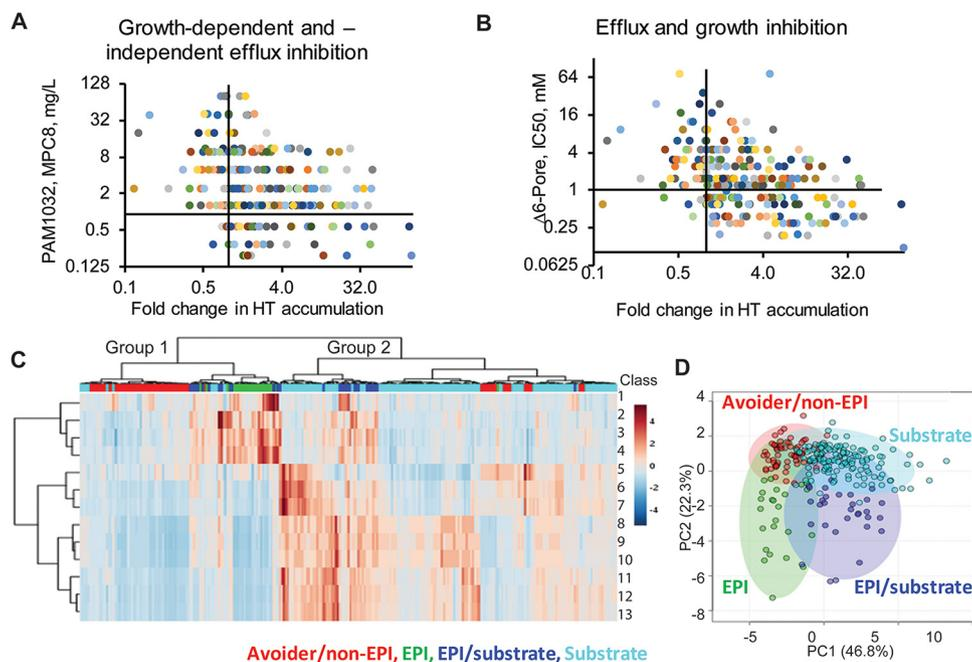 A
Growth-dependent and –
independent efflux inhibition
PAM1032, MPC8, mg/L
128
32
8
2
0.5
0.125
0.1
0.5
4.0
32.0
Fold change in HT accumulation
B
Efflux and growth inhibition
Δ6-Pore, IC50, mM
64
16
4
1
0.25
0.0625
0.1
0.5
4.0
32.0
Fold change in HT accumulation
C
Group 1
Group 2
Class
1
2
3
4
5
6
7
8
9
10
11
12
13
4
2
0
-2
-4
Avoider/non-EPI, EPI, EPI/substrate, Substrate
D
Avoider/non-EPI
Substrate
EPI
EPI/substrate
PC2 (22.3%)
4
2
0
-2
-4
-6
-8
-5
0
5
10
PC1 (46.8%)